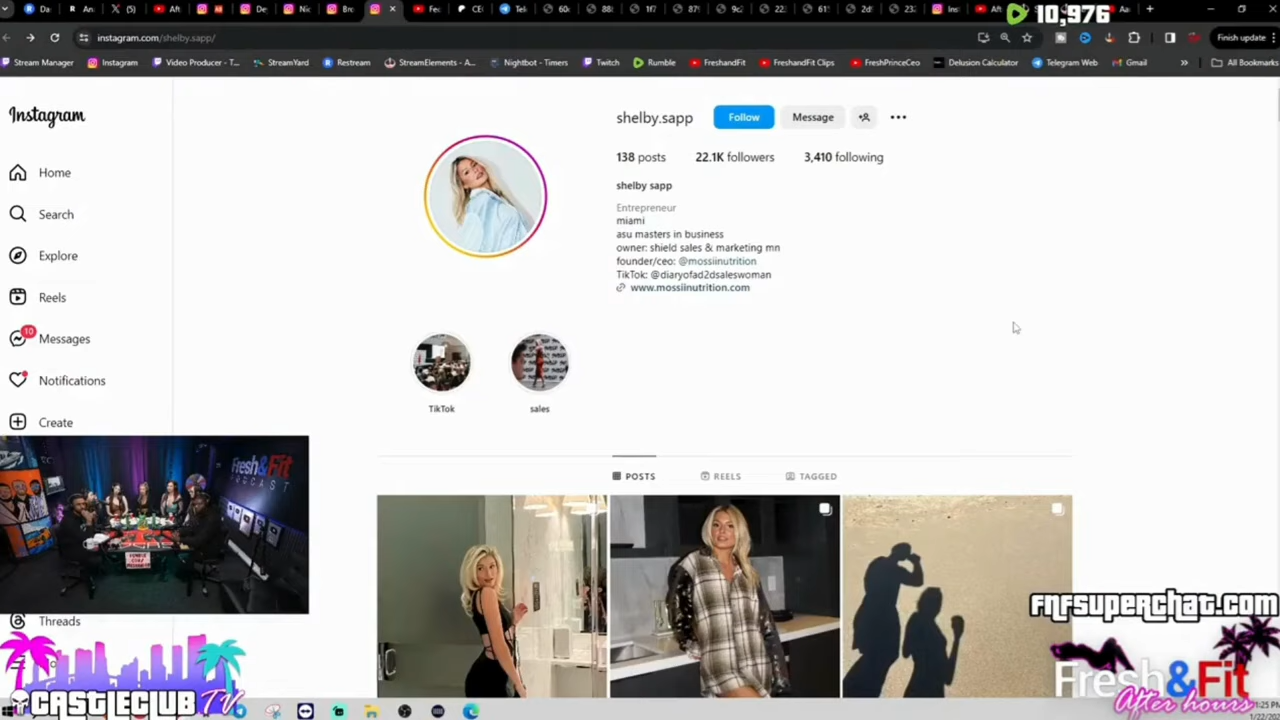 10,976
instagram.com/shelby.sapp/
Finish update
Stream Manager
Instagram
Video Producer - T...
StreamYard
Restream
StreamElements - A...
Nightbot - Timers
Twitch
Rumble
FreshandFit
FreshandFit Clips
FreshPrinceCeo
Delusion Calculator
Telegram Web
Gmail
All Bookmarks
Instagram
shelby.sapp
Follow
Message
138 posts
22.1K followers
3,410 following
shelby sapp
Entrepreneur
miami
asu masters in business
owner: shield sales & marketing mn
founder/ceo: @mossiinutrition
TikTok: @diaryofad2dsaleswoman
www.mossiinutrition.com
Home
Search
Explore
Reels
10
Messages
Notifications
Create
TikTok
sales
POSTS
REELS
TAGGED
Fresh&Fit
PODCAST
Threads
CASTLECLUB TV
FNFSUPERCHAT.COM
Fresh&Fit
After hours